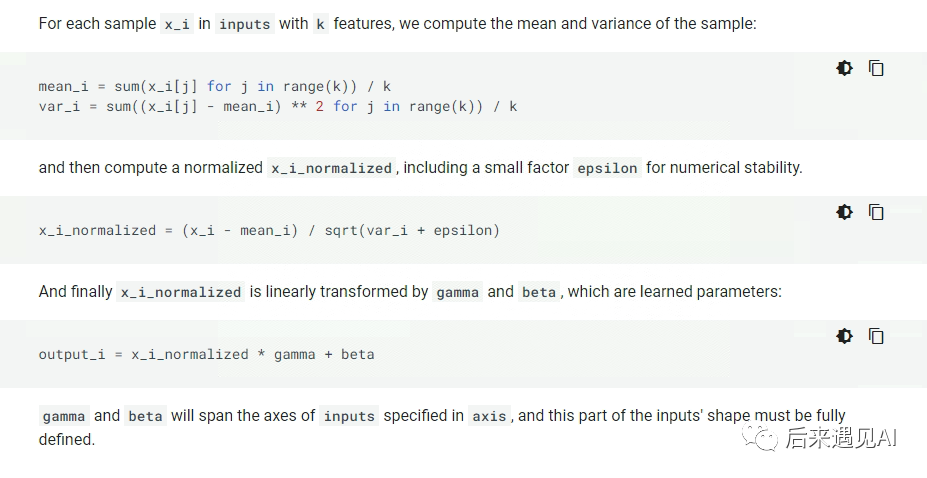 For each sample x_i in inputs with k features, we compute the mean and variance of the sample:
mean_i = sum(x_i[j] for j in range(k)) / k
var_i = sum((x_i[j] - mean_i) ** 2 for j in range(k)) / k
and then compute a normalized x_i_normalized, including a small factor epsilon for numerical stability.
x_i_normalized = (x_i - mean_i) / sqrt(var_i + epsilon)
And finally x_i_normalized is linearly transformed by gamma and beta, which are learned parameters:
output_i = x_i_normalized * gamma + beta
gamma and beta will span the axes of inputs specified in axis, and this part of the inputs' shape must be fully
defined.
后来遇见AI